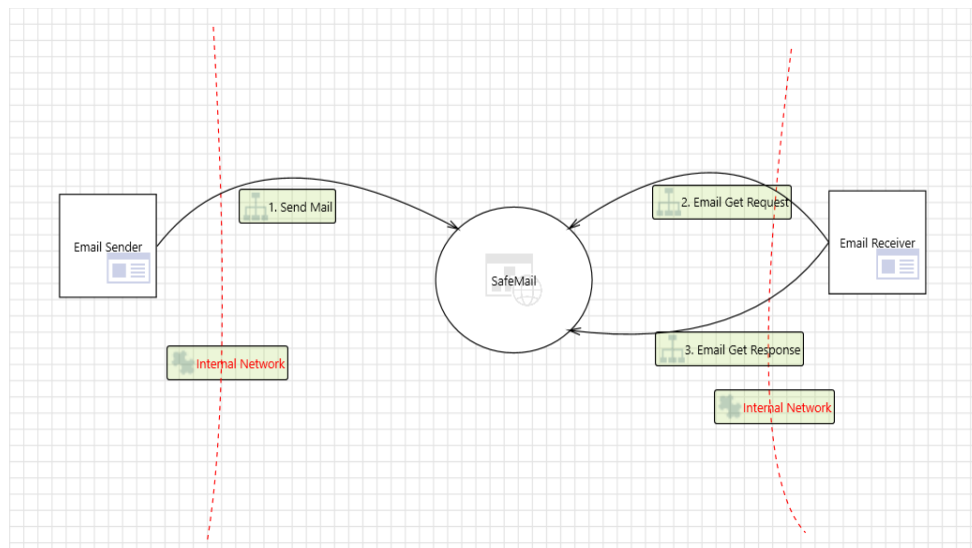 1. Send Mail
2. Email Get Request
Email Sender
Email Receiver
SafeMail
3. Email Get Response
Internal Network
Internal Network